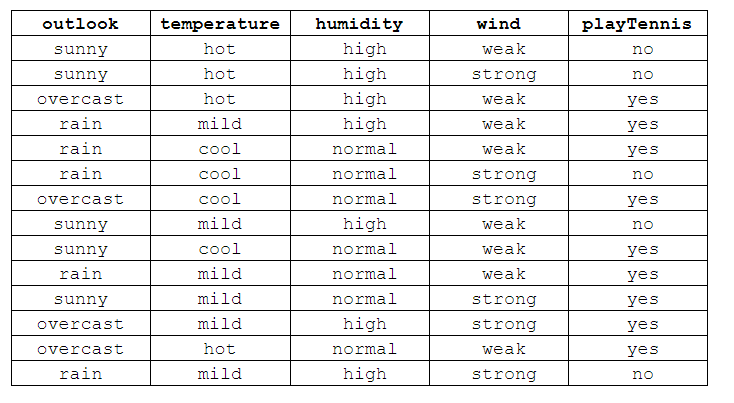 outlook temperature humidity wind playTennis
sunny hot high weak no
sunny hot high strong no
overcast hot high weak yes
rain mild high weak yes
rain cool normal weak yes
rain cool normal strong no
overcast cool normal strong yes
sunny mild high weak no
sunny cool normal weak yes
rain mild normal weak yes
sunny mild normal strong yes
overcast mild high strong yes
overcast hot normal weak yes
rain mild high strong no